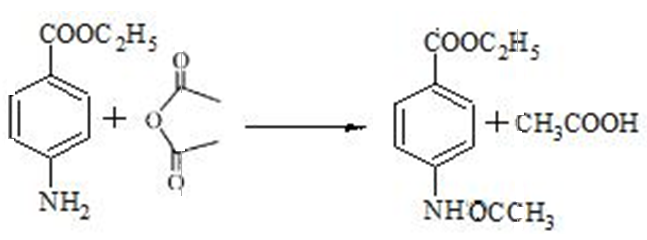 COOC₂H₅
O
+ O
O
NH₂
COOC₂H₅
+ CH₃COOH
NHOCCH₃